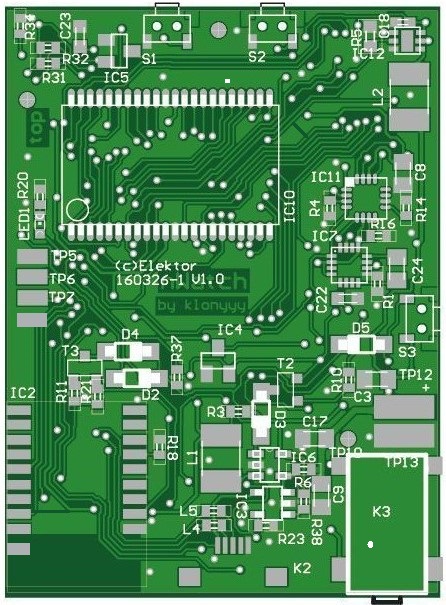 R34
C23
R32
R31
IC5
S1
S2
R5
C18
IC12
L2
top
IC10
IC11
C8
R4
R14
R16
IC7
R20
LED1
TP5
TP6
TP7
(c)Elektor
160326-1 V1.0
by klonyyy
C24
C22
R1
S3
D4
T3
D2
R37
IC4
D5
T2
R10
C3
TP12
+
IC2
R11
R21
R3
D3
R18
L1
C17
IC6
TP10
TP13
R6
C9
IC3
K3
L5
L4
R23
R38
K2